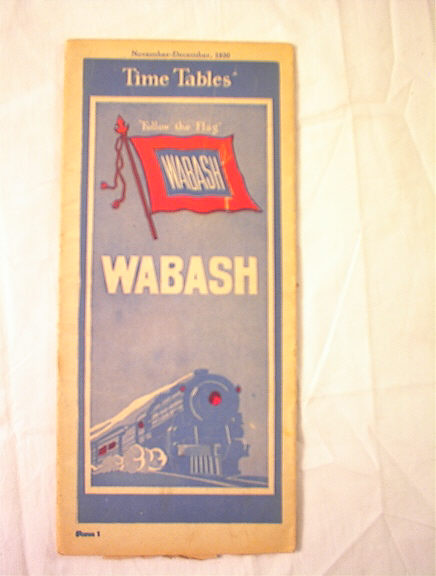 November-December, 1930
Time Tables
"Follow the Flag"
WABASH
WABASH
Form 1